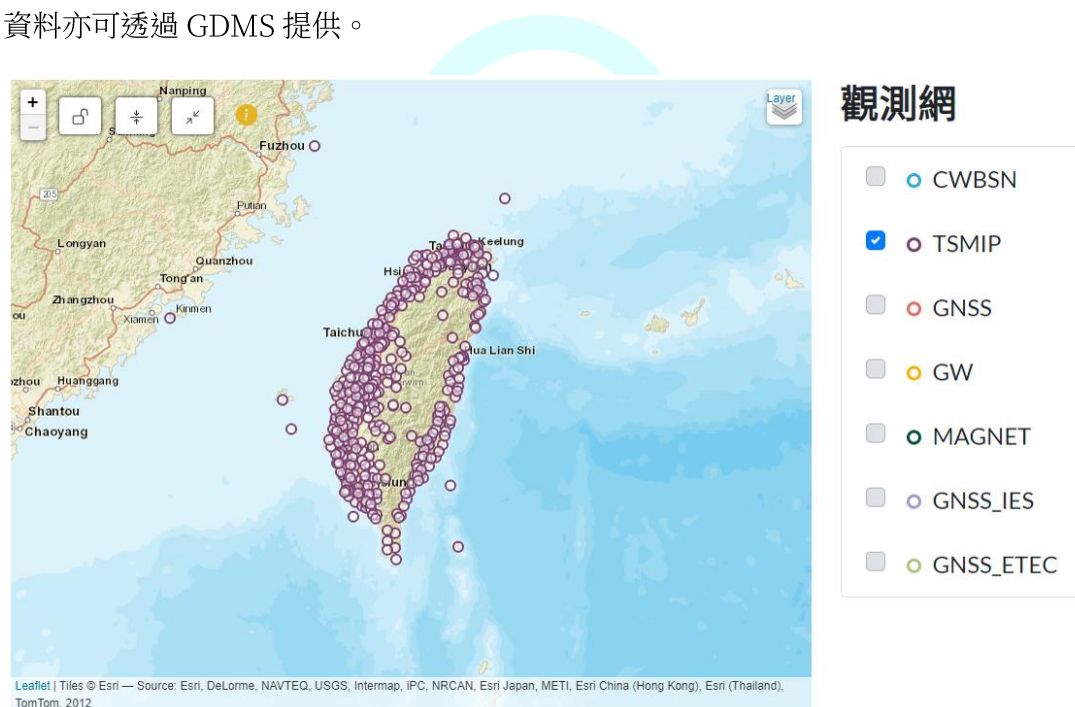 資料亦可透過 GDMS 提供。
Nanping
Layer
Fuzhou
205
Putian
Longyan
Quanzhou
Tong'an
Zhangzhou
Xiamen
Kinmen
ou
Keelung
Hsi
Taichu
Hua Lian Shi
zhou
Huanggang
Shantou
Chaoyang
觀測網
CWBSN
TSMIP
GNSS
GW
MAGNET
GNSS_IES
GNSS_ETEC
Leaflet | Tiles © Esri — Source: Esri, DeLorme, NAVTEQ, USGS, Intermap, iPC, NRCAN, Esri Japan, METI, Esri China (Hong Kong), Esri (Thailand),
TomTom, 2012